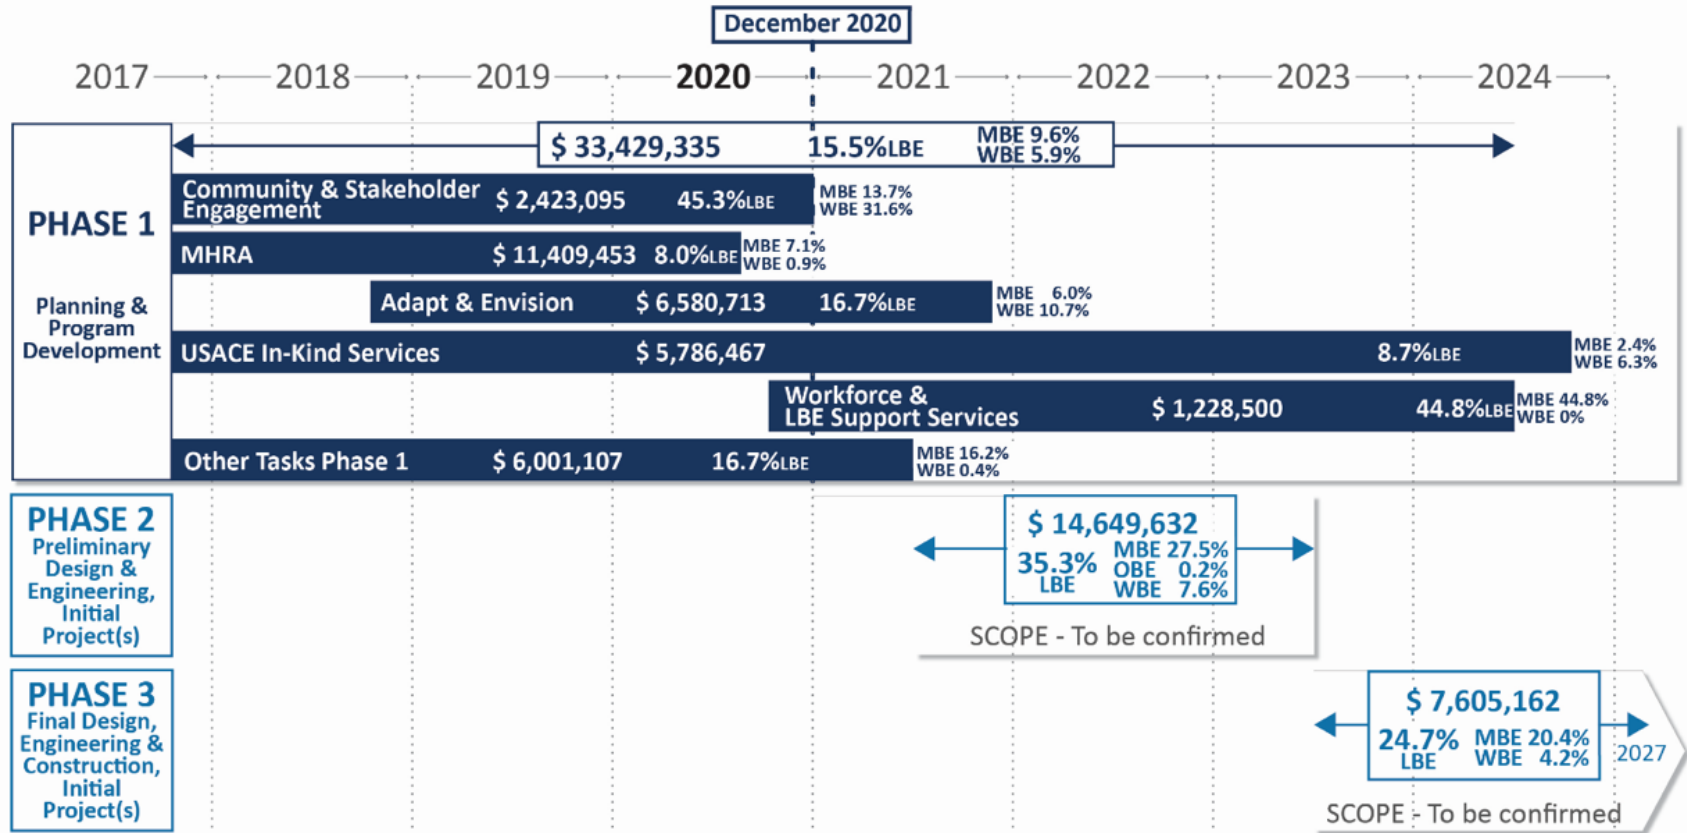 December 2020
2017 2018 2019 2020 2021 2022 2023 2024
PHASE 1
Planning &
Program
Development
$ 33,429,335 15.5%LBE MBE 9.6%
WBE 5.9%
Community & Stakeholder
Engagement $ 2,423,095 45.3%LBE MBE 13.7%
WBE 31.6%
MHRA $ 11,409,453 8.0%LBE MBE 7.1%
WBE 0.9%
Adapt & Envision $ 6,580,713 16.7%LBE MBE 6.0%
WBE 10.7%
USACE In-Kind Services $ 5,786,467 8.7%LBE MBE 2.4%
WBE 6.3%
Workforce &
LBE Support Services $ 1,228,500 44.8%LBE MBE 44.8%
WBE 0%
Other Tasks Phase 1 $ 6,001,107 16.7%LBE MBE 16.2%
WBE 0.4%
PHASE 2
Preliminary
Design &
Engineering,
Initial
Project(s)
$ 14,649,632
35.3%
LBE
MBE 27.5%
OBE 0.2%
WBE 7.6%
SCOPE - To be confirmed
PHASE 3
Final Design,
Engineering &
Construction,
Initial
Project(s)
$ 7,605,162
24.7%
LBE
MBE 20.4%
WBE 4.2%
2027
SCOPE - To be confirmed